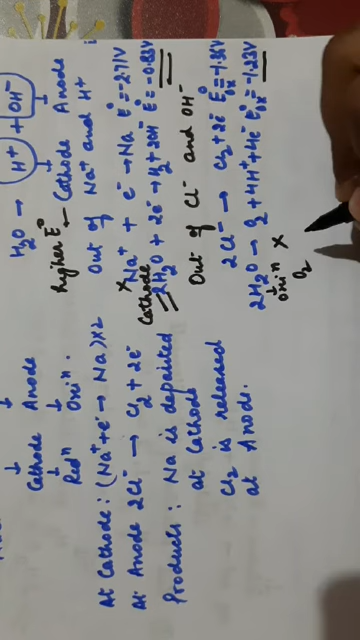 ↓ ↓
Cathode Anode
↓ ↓
Redⁿ Oxiⁿ.
At Cathode: (Na⁺ + e⁻ → Na) x 2
At Anode 2Cl⁻ → Cl₂ + 2e⁻
Products: Na is deposited
at Cathode
Cl₂ is released
at Anode.
H₂O → H⁺ + OH⁻
↓ ↓
higher E° ← Cathode Anode
Out of Na⁺ and H⁺
x Na⁺ + e⁻ → Na E° = -2.71V
Cathode 2H₂O + 2e⁻ → H₂ + 2OH⁻ E° = -0.83V
Out of Cl⁻ and OH⁻
2Cl⁻ → Cl₂ + 2e⁻ E°ox = -1.36V
2H₂O → O₂ + 4H⁺ + 4e⁻ E°ox = -1.23V
↓ oxiⁿ x
O₂